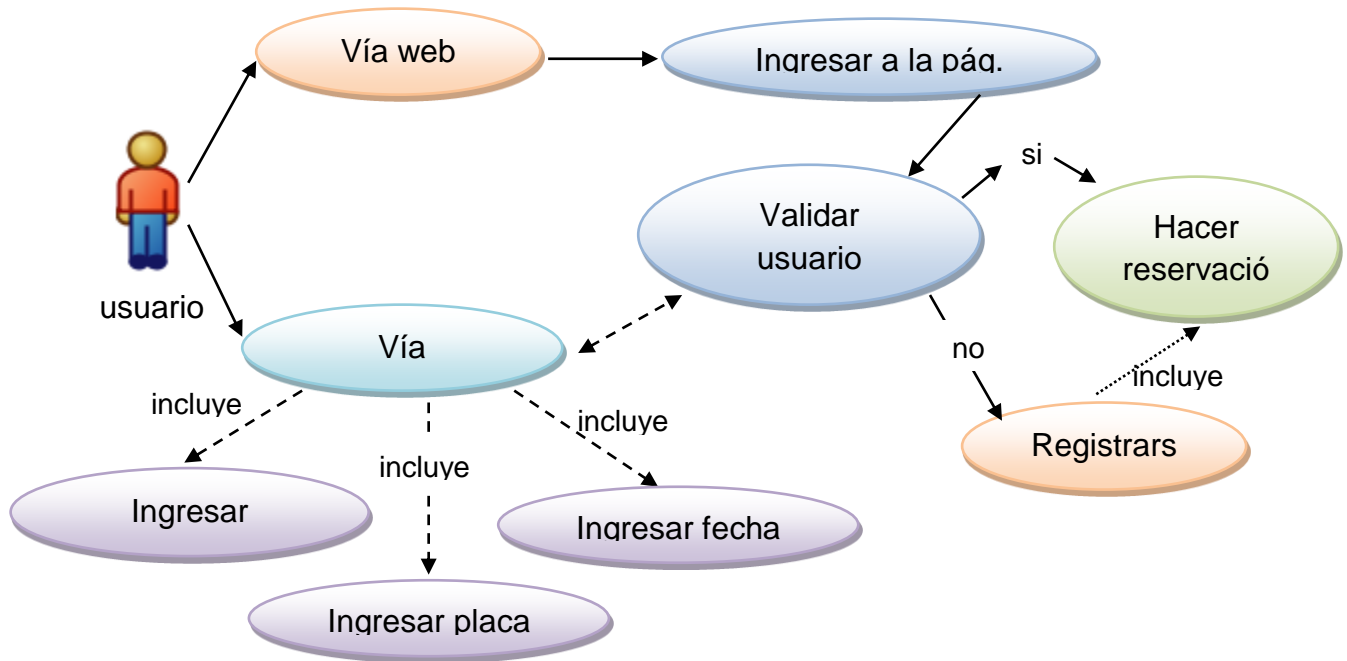 Vía web
Ingresar a la pág.
si
Validar
usuario
Hacer
reservació
usuario
Vía
no
incluye
incluye
incluye
incluye
Registrars
Ingresar
Ingresar fecha
Ingresar placa